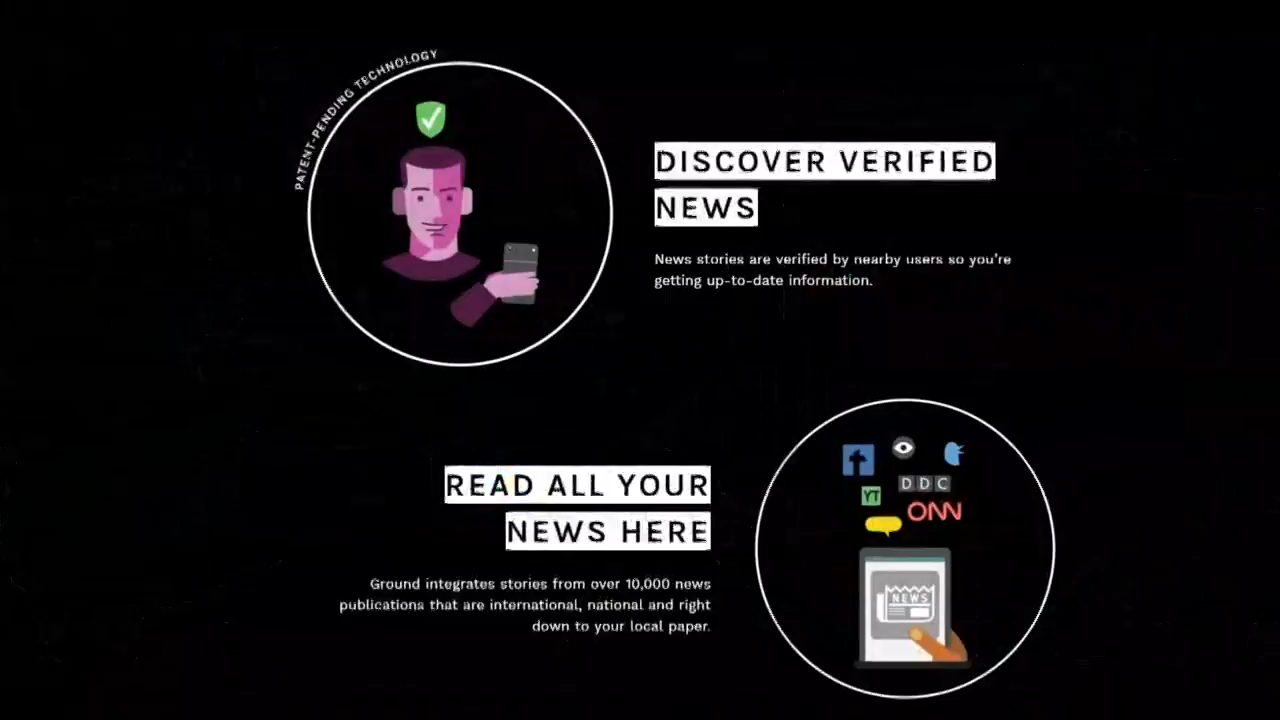 PATENT-PENDING TECHNOLOGY
DISCOVER VERIFIED
NEWS
News stories are verified by nearby users so you're
getting up-to-date information.
READ ALL YOUR
NEWS HERE
Ground integrates stories from over 10,000 news
publications that are international, national and right
down to your local paper.
YT
DDC
ONN
NEWS